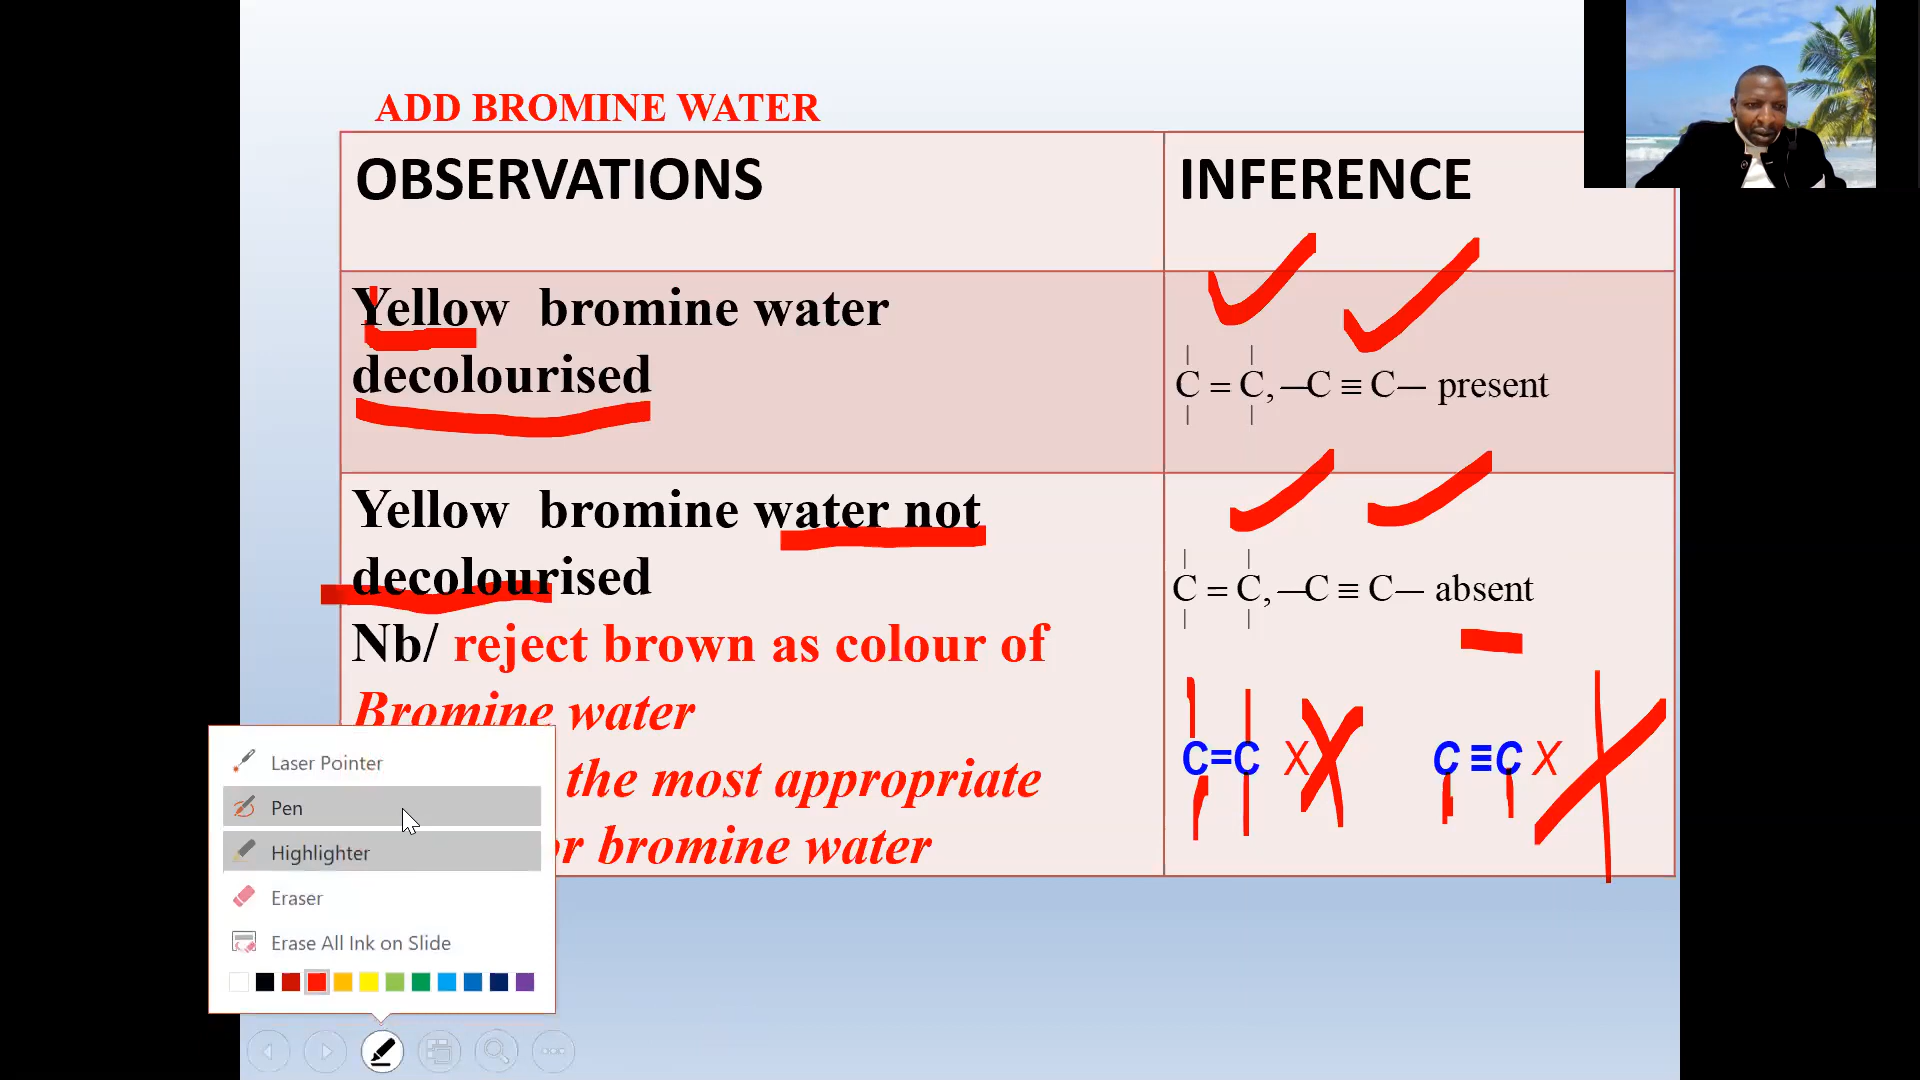 ADD BROMINE WATER
OBSERVATIONS
INFERENCE
Yellow bromine water
decolourised
C = C, —C ≡ C— present
Yellow bromine water not
decolourised
C = C, —C ≡ C— absent
Nb/ reject brown as colour of
Bromine water
the most appropriate
or bromine water
C=C X
C ≡C X
Laser Pointer
Pen
Highlighter
Eraser
Erase All Ink on Slide